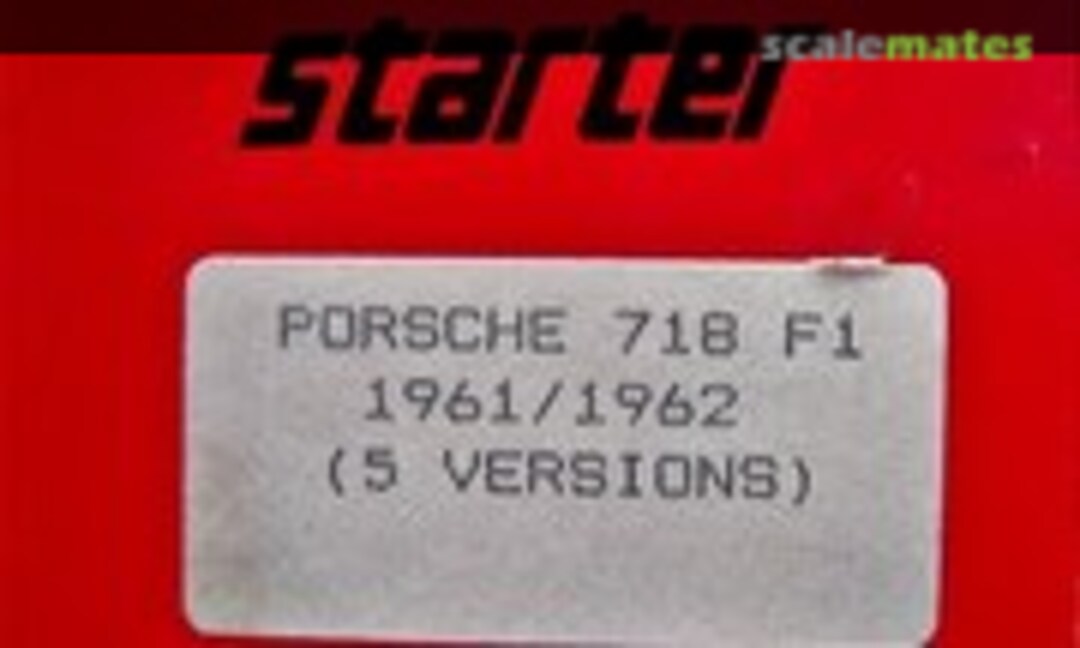 scalemates
starter
PORSCHE 718 F1
1961/1962
(5 VERSIONS)